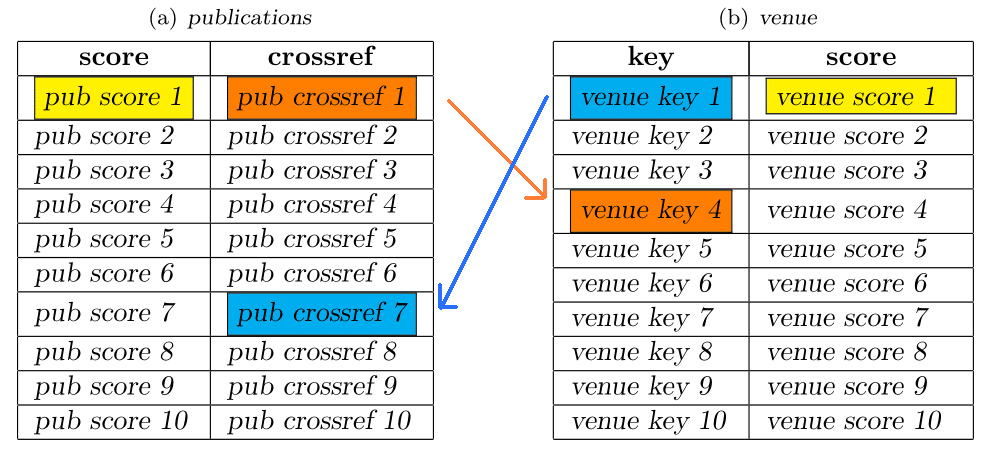 (a) publications
score crossref
pub score 1 pub crossref 1
pub score 2 pub crossref 2
pub score 3 pub crossref 3
pub score 4 pub crossref 4
pub score 5 pub crossref 5
pub score 6 pub crossref 6
pub score 7 pub crossref 7
pub score 8 pub crossref 8
pub score 9 pub crossref 9
pub score 10 pub crossref 10
(b) venue
key score
venue key 1 venue score 1
venue key 2 venue score 2
venue key 3 venue score 3
venue key 4 venue score 4
venue key 5 venue score 5
venue key 6 venue score 6
venue key 7 venue score 7
venue key 8 venue score 8
venue key 9 venue score 9
venue key 10 venue score 10